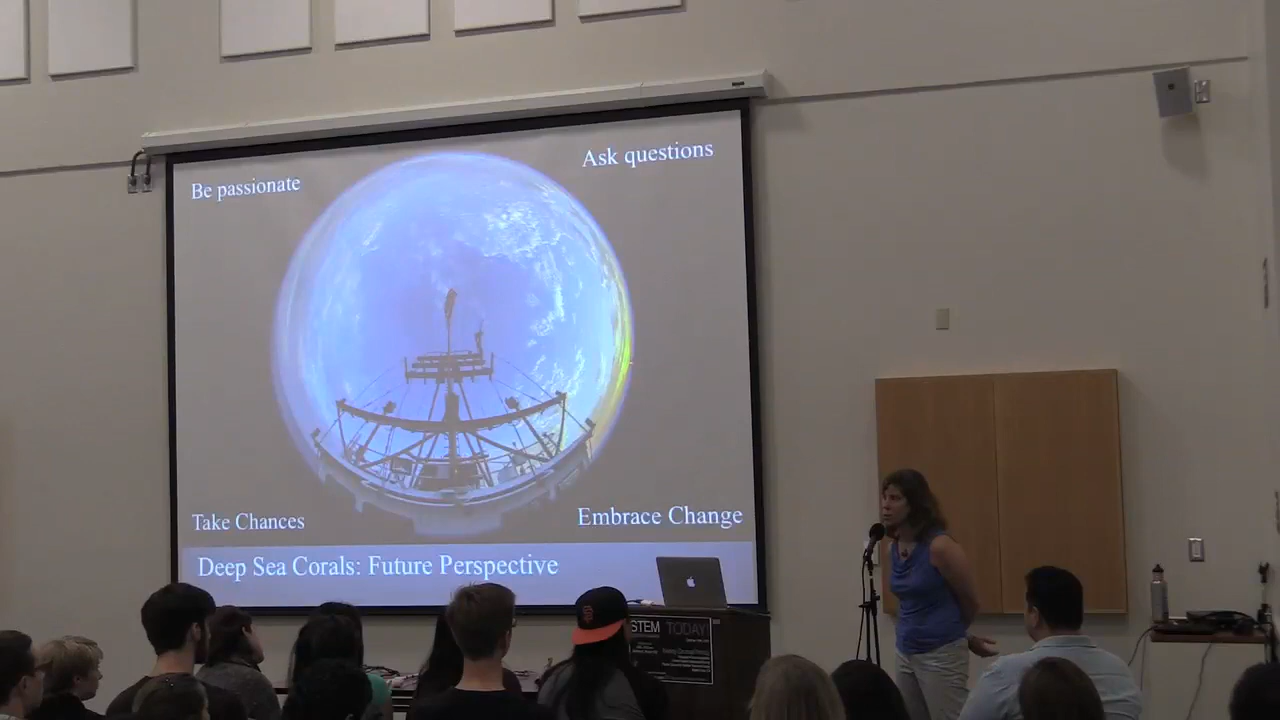 Be passionate
Ask questions
Take Chances
Embrace Change
Deep Sea Corals: Future Perspective
STEM TODAY!